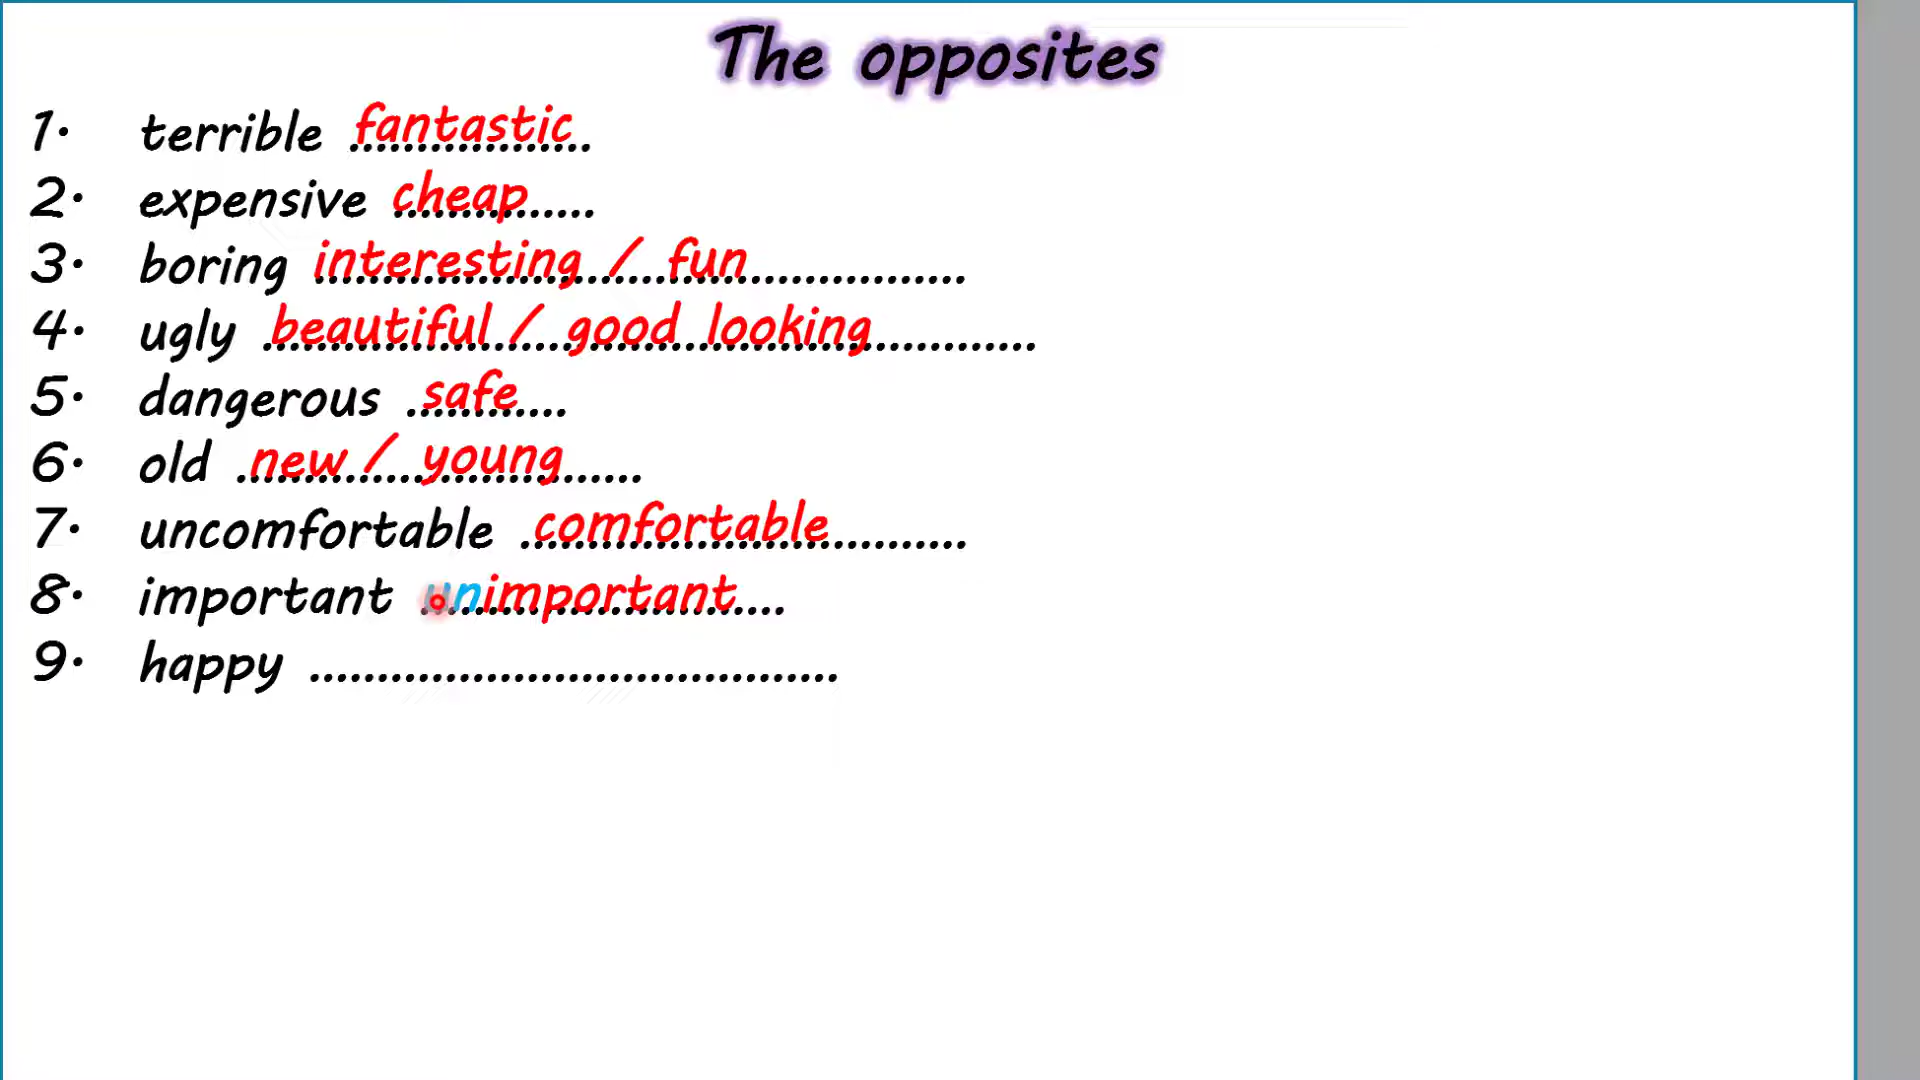 The opposites
1. terrible fantastic..................
2. expensive cheap...............
3. boring interesting / fun................................................
4. ugly beautiful / good looking.........................................................
5. dangerous safe............
6. old new / young..............................
7. uncomfortable comfortable.................................
8. important unimportant...........................
9. happy .......................................